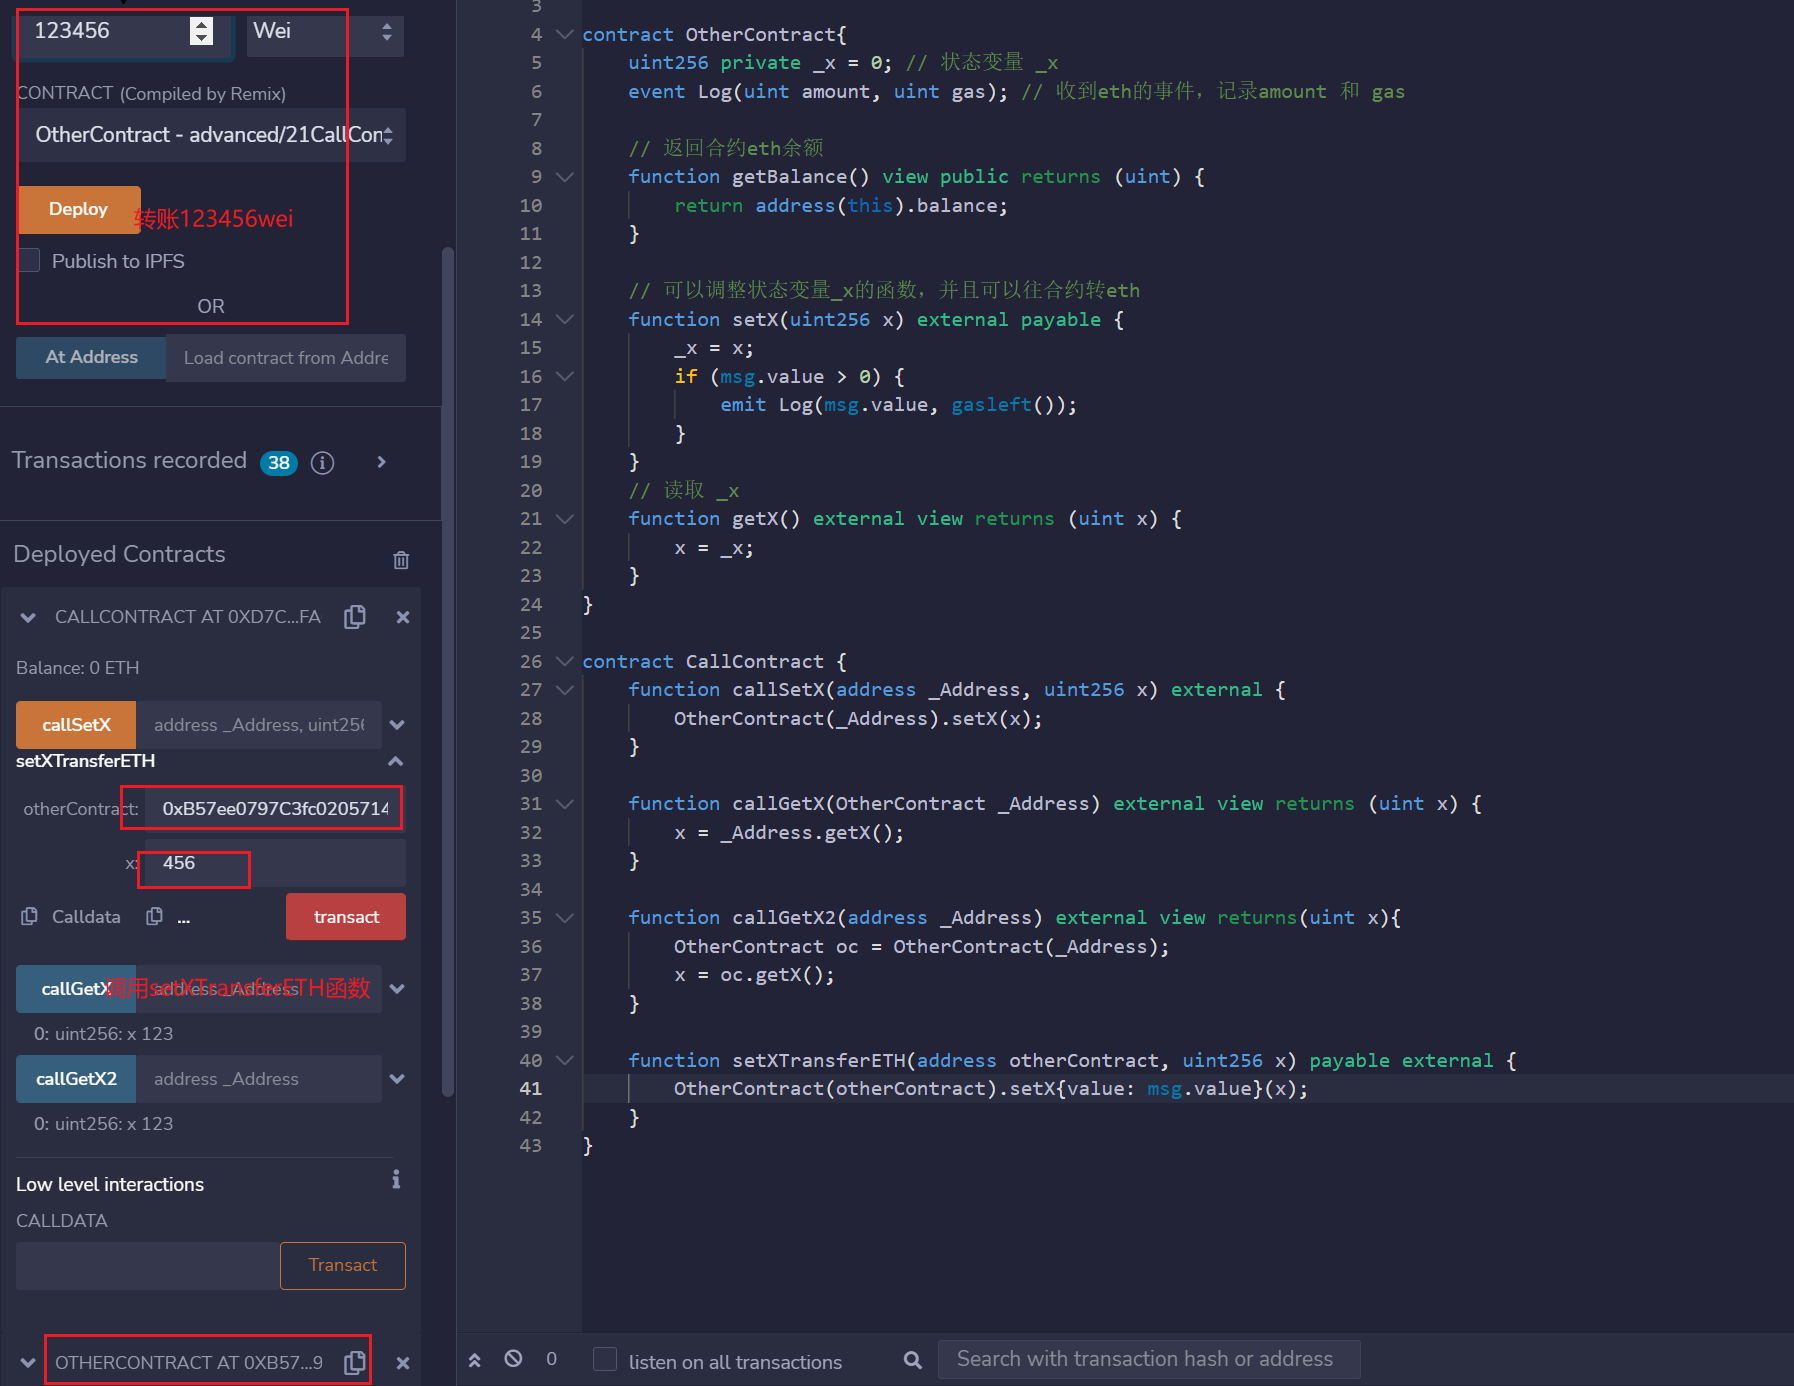 123456
Wei
CONTRACT (Compiled by Remix)
OtherContract - advanced/21CallCon
Deploy
转账123456wei
Publish to IPFS
OR
At Address
Load contract from Addre
Transactions recorded 38
Deployed Contracts
CALLCONTRACT AT 0XD7C...FA
Balance: 0 ETH
callSetX
address _Address, uint256
setXTransferETH
otherContract:
0xB57ee0797C3fc0205714
x:
456
Calldata
...
transact
callGetX
address _Address
调用setXTransferETH函数
0: uint256: x 123
callGetX2
address _Address
0: uint256: x 123
Low level interactions
CALLDATA
Transact
OTHERCONTRACT AT 0XB57...9
3
4 contract OtherContract{
5     uint256 private _x = 0; // 状态变量 _x
6     event Log(uint amount, uint gas); // 收到eth的事件，记录amount 和 gas
7
8     // 返回合约eth余额
9     function getBalance() view public returns (uint) {
10         return address(this).balance;
11     }
12
13     // 可以调整状态变量_x的函数，并且可以往合约转eth
14     function setX(uint256 x) external payable {
15         _x = x;
16         if (msg.value > 0) {
17             emit Log(msg.value, gasleft());
18         }
19     }
20     // 读取 _x
21     function getX() external view returns (uint x) {
22         x = _x;
23     }
24 }
25
26 contract CallContract {
27     function callSetX(address _Address, uint256 x) external {
28         OtherContract(_Address).setX(x);
29     }
30
31     function callGetX(OtherContract _Address) external view returns (uint x) {
32         x = _Address.getX();
33     }
34
35     function callGetX2(address _Address) external view returns(uint x){
36         OtherContract oc = OtherContract(_Address);
37         x = oc.getX();
38     }
39
40     function setXTransferETH(address otherContract, uint256 x) payable external {
41         OtherContract(otherContract).setX{value: msg.value}(x);
42     }
43 }
0
listen on all transactions
Search with transaction hash or address